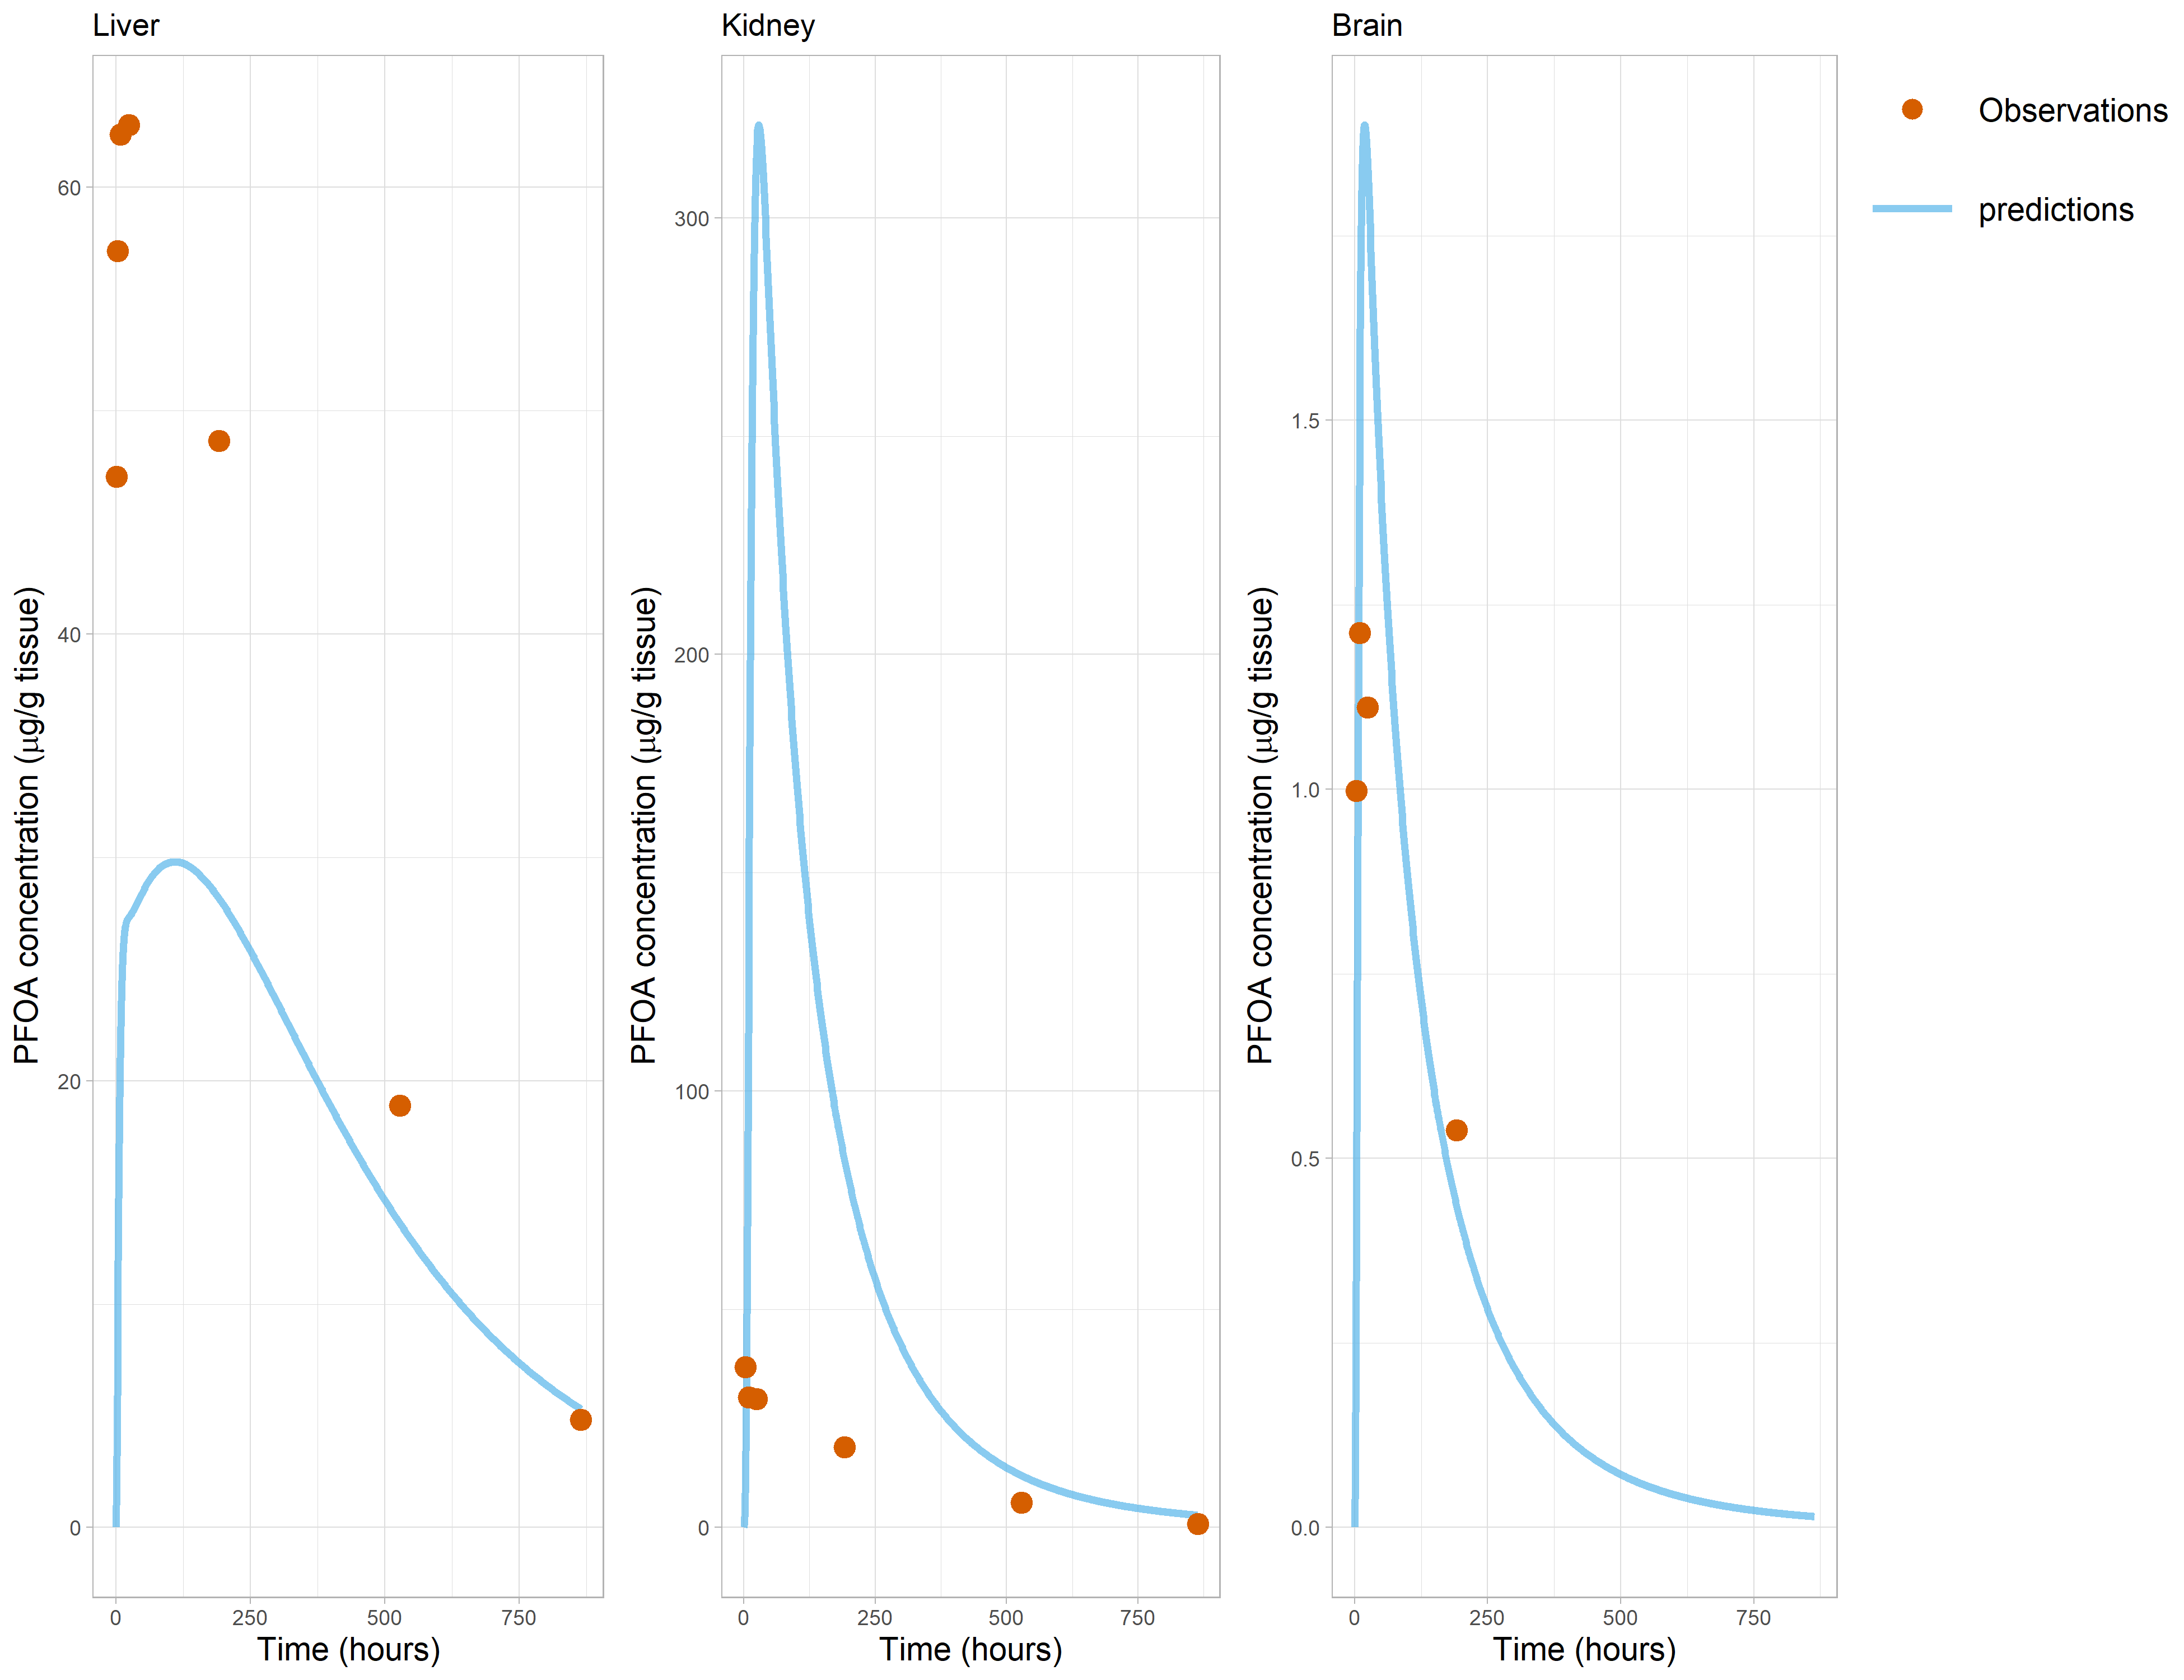 Liver
PFOA concentration (μg/g tissue)
60
40
20
0
0 250 500 750
Time (hours)
Kidney
PFOA concentration (μg/g tissue)
300
200
100
0
0 250 500 750
Time (hours)
Brain
PFOA concentration (μg/g tissue)
1.5
1.0
0.5
0.0
0 250 500 750
Time (hours)
Observations
predictions